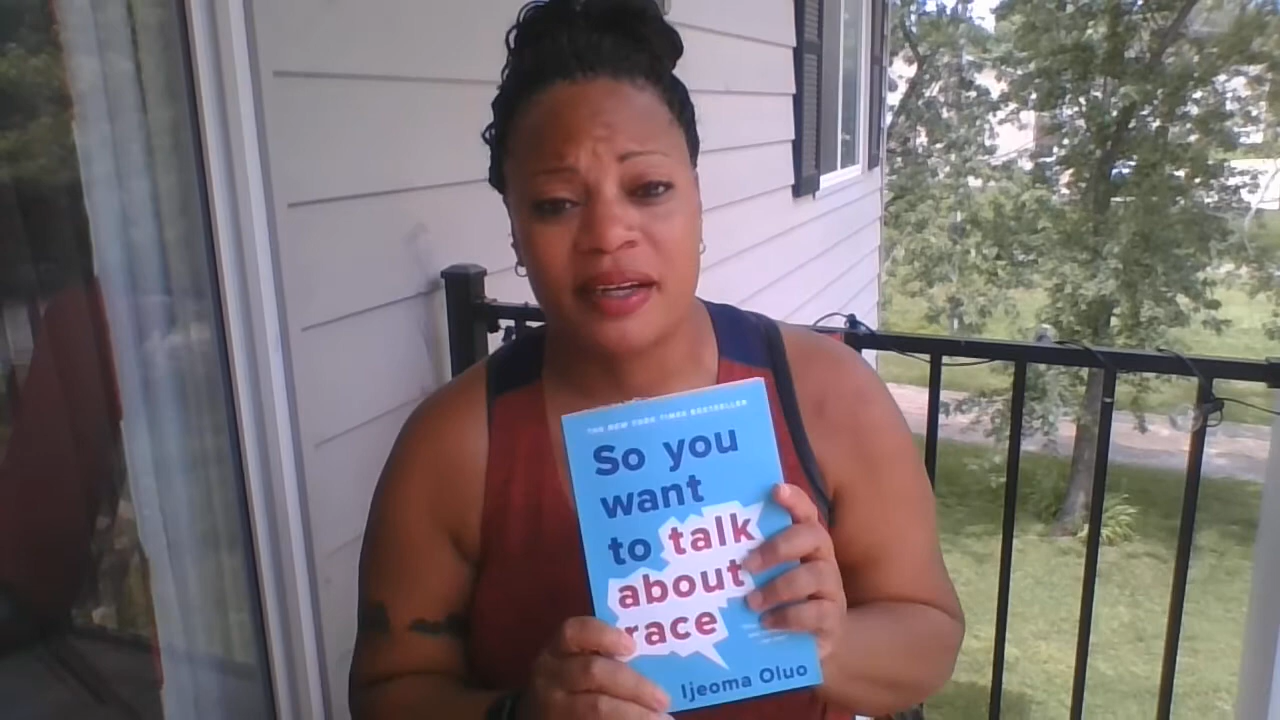 THE NEW YORK TIMES BESTSELLER
So you
want
to talk
about
race
Ijeoma Oluo